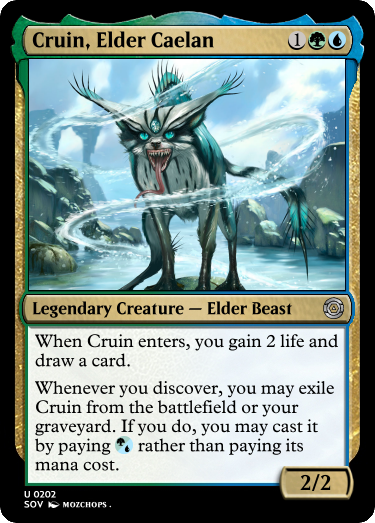 Cruin, Elder Caelan 1
Legendary Creature — Elder Beast
When Cruin enters, you gain 2 life and
draw a card.
Whenever you discover, you may exile
Cruin from the battlefield or your
graveyard. If you do, you may cast it
by paying rather than paying its
mana cost.
2/2
U 0202
SOV MOZCHOPS .